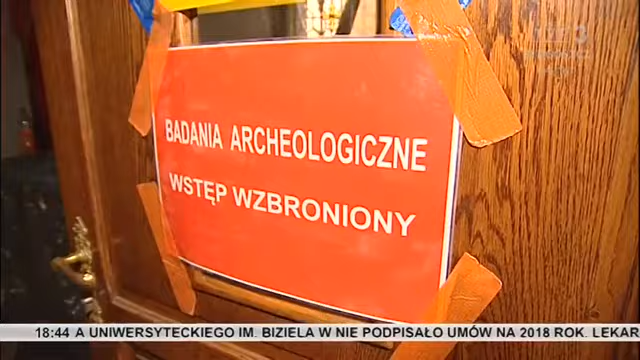 BADANIA ARCHEOLOGICZNE
WSTĘP WZBRONIONY
18:44 A UNIWERSYTECKIEGO IM. BIZIELA W NIE PODPISAŁO UMÓW NA 2018 ROK. LEKAR